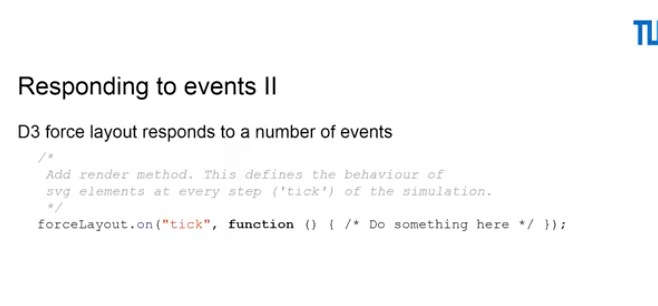 Responding to events II
D3 force layout responds to a number of events
/*
Add render method. This defines the behaviour of
svg elements at every step ('tick') of the simulation.
*/
forceLayout.on("tick", function () { /* Do something here */ });